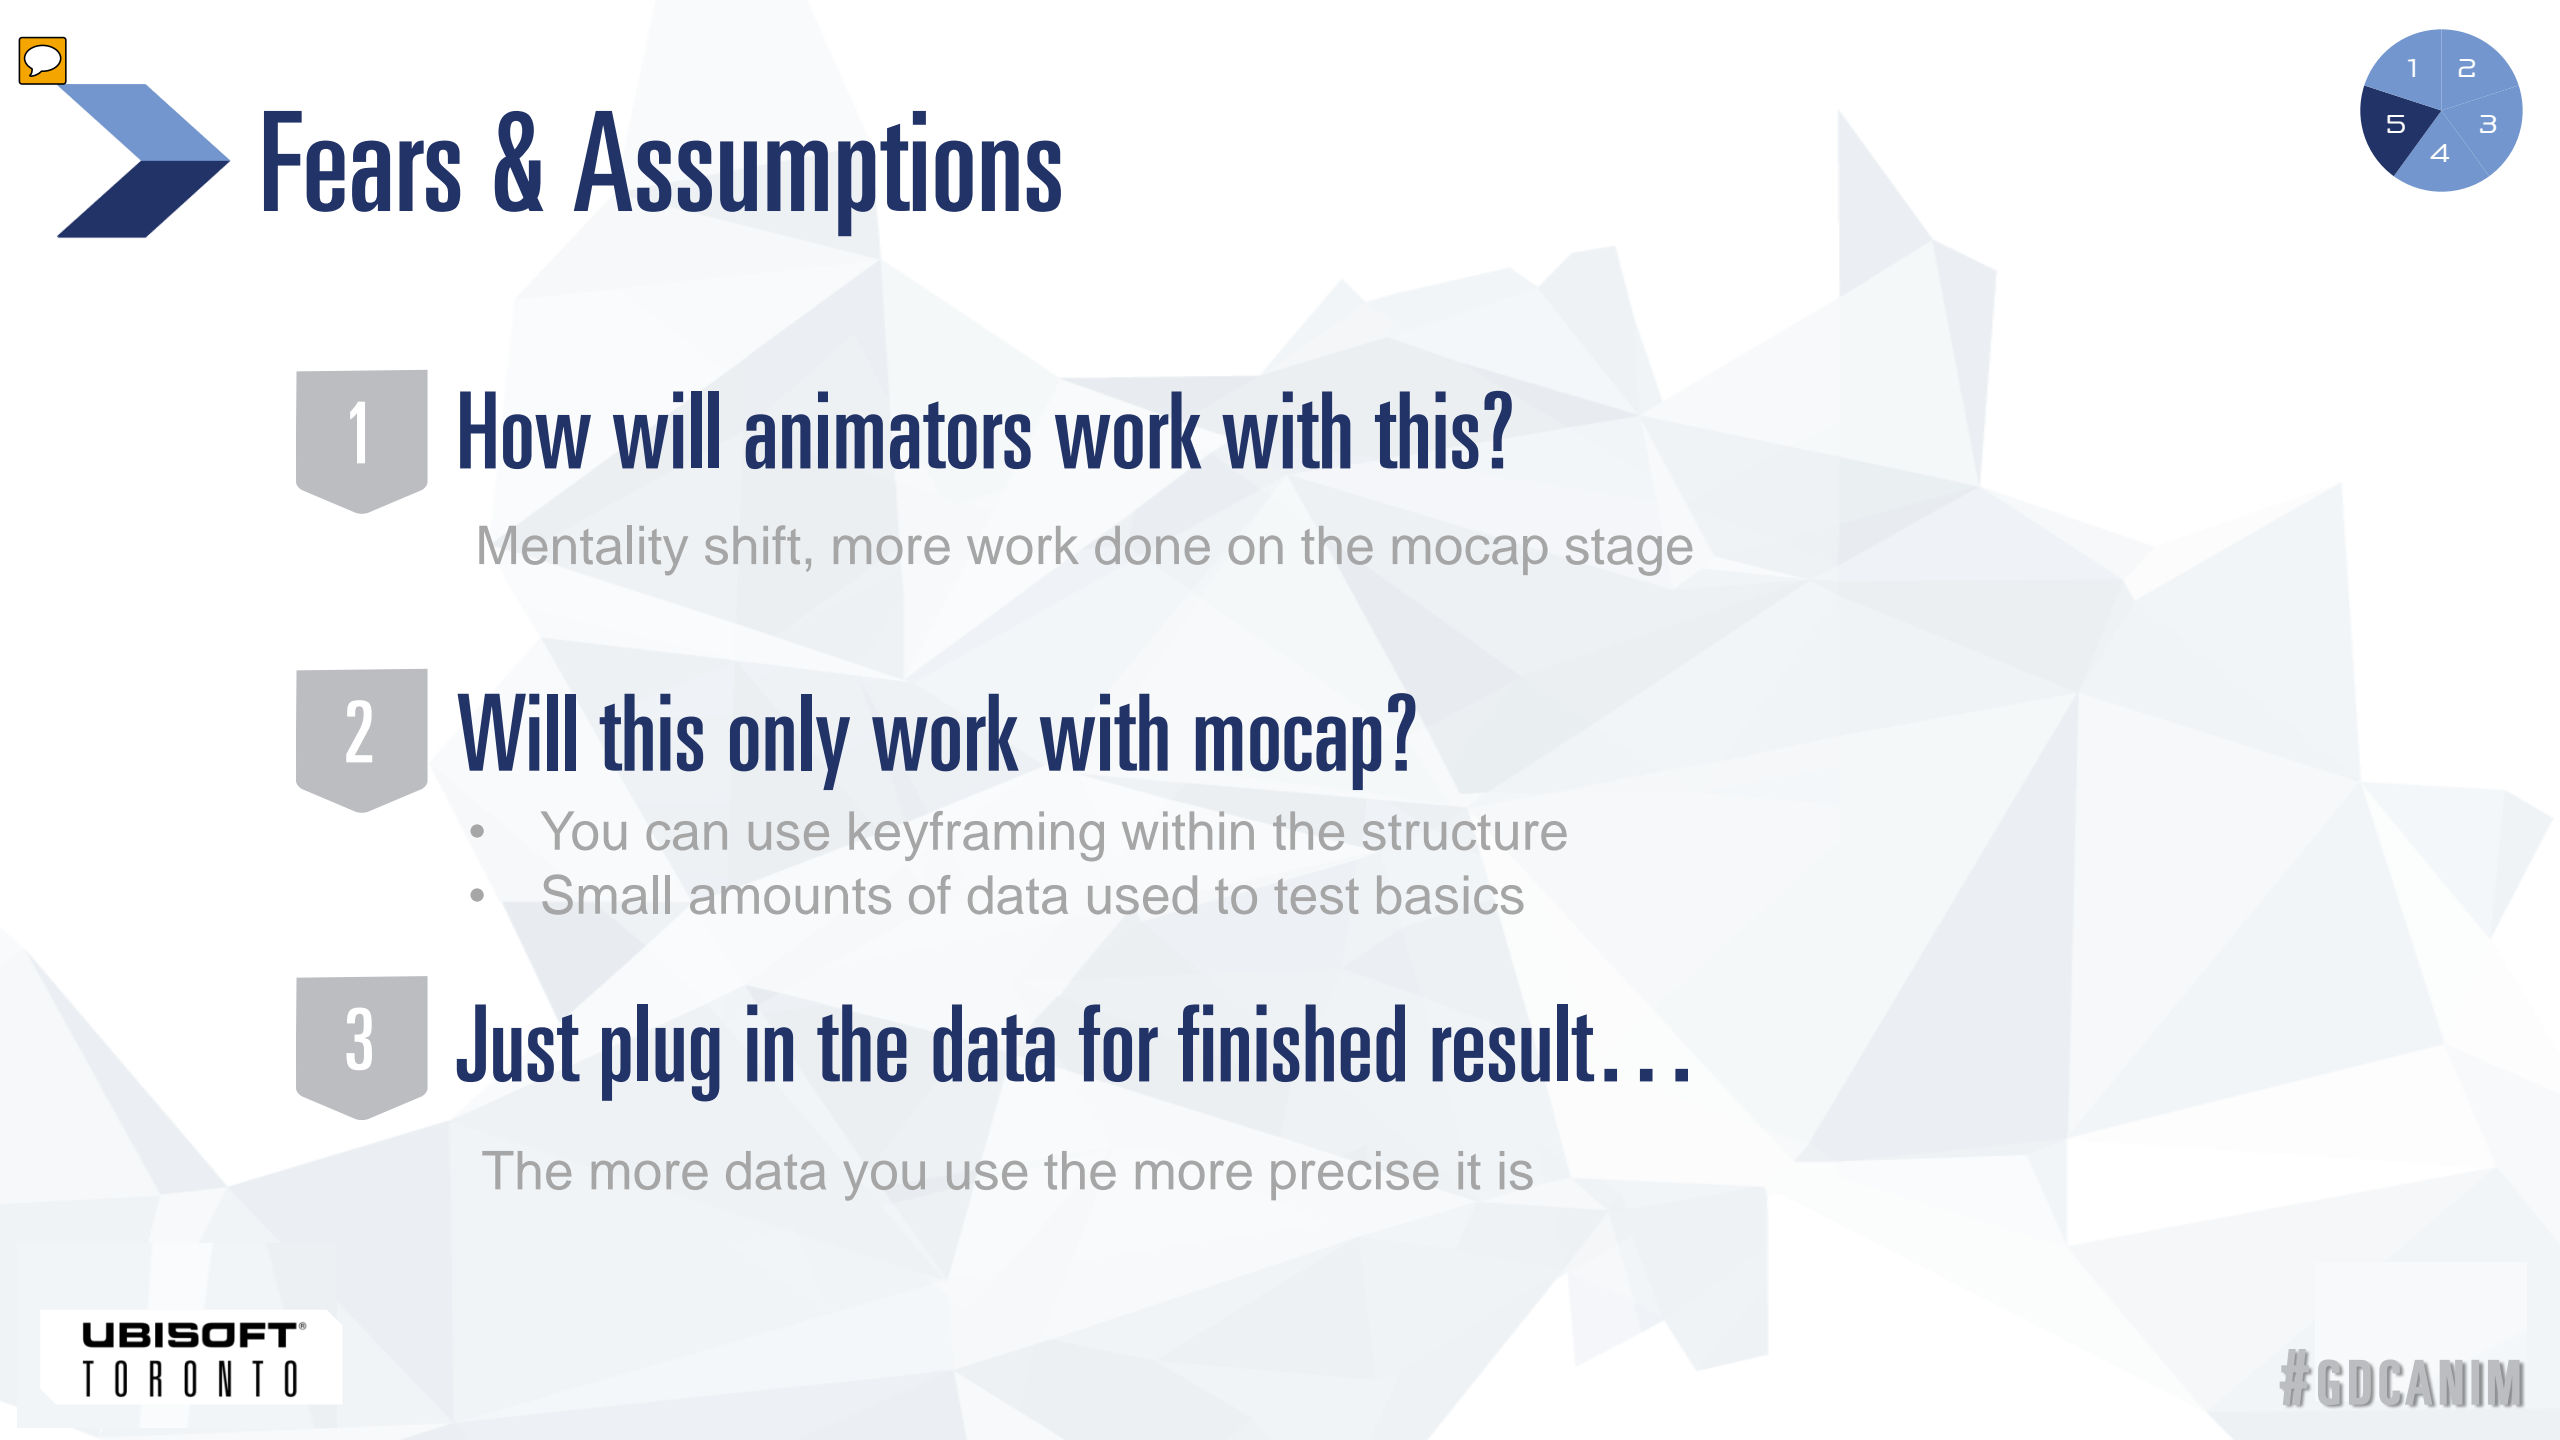 Fears & Assumptions
1 2
5 3
4
1 How will animators work with this?
Mentality shift, more work done on the mocap stage
2 Will this only work with mocap?
• You can use keyframing within the structure
• Small amounts of data used to test basics
3 Just plug in the data for finished result…
The more data you use the more precise it is
UBISOFT®
TORONTO
#GDCANIM